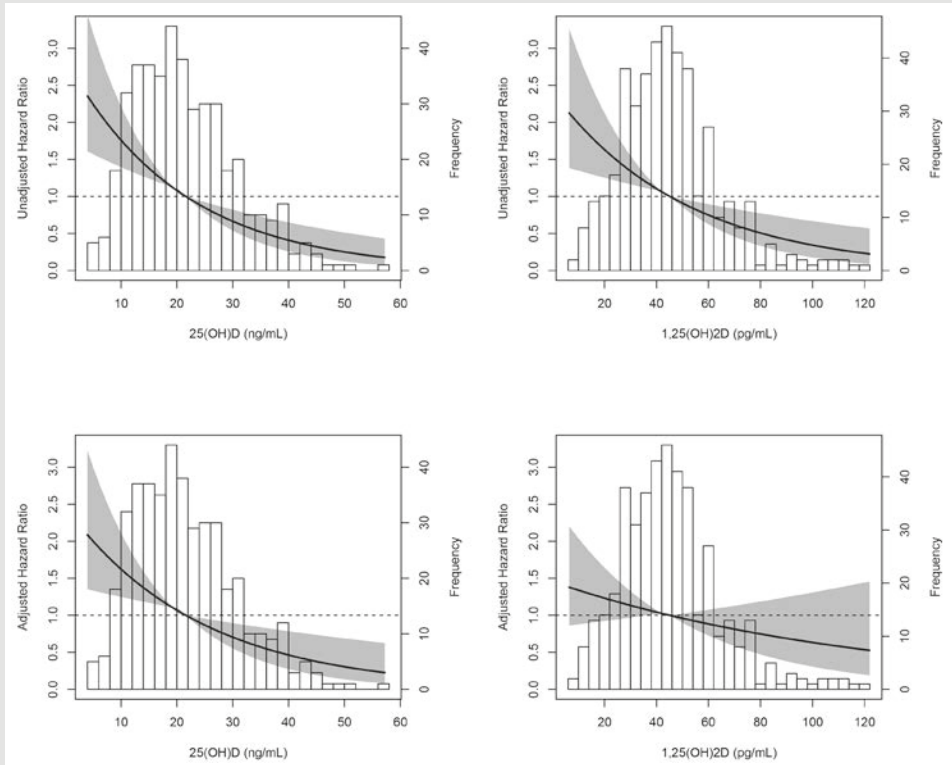 Unadjusted Hazard Ratio
0.0 0.5 1.0 1.5 2.0 2.5 3.0
0 10 20 30 40
Frequency
10 20 30 40 50 60
25(OH)D (ng/mL)
Unadjusted Hazard Ratio
0.0 0.5 1.0 1.5 2.0 2.5 3.0
0 10 20 30 40
Frequency
20 40 60 80 100 120
1,25(OH)2D (pg/mL)
Adjusted Hazard Ratio
0.0 0.5 1.0 1.5 2.0 2.5 3.0
0 10 20 30 40
Frequency
10 20 30 40 50 60
25(OH)D (ng/mL)
Adjusted Hazard Ratio
0.0 0.5 1.0 1.5 2.0 2.5 3.0
0 10 20 30 40
Frequency
20 40 60 80 100 120
1,25(OH)2D (pg/mL)